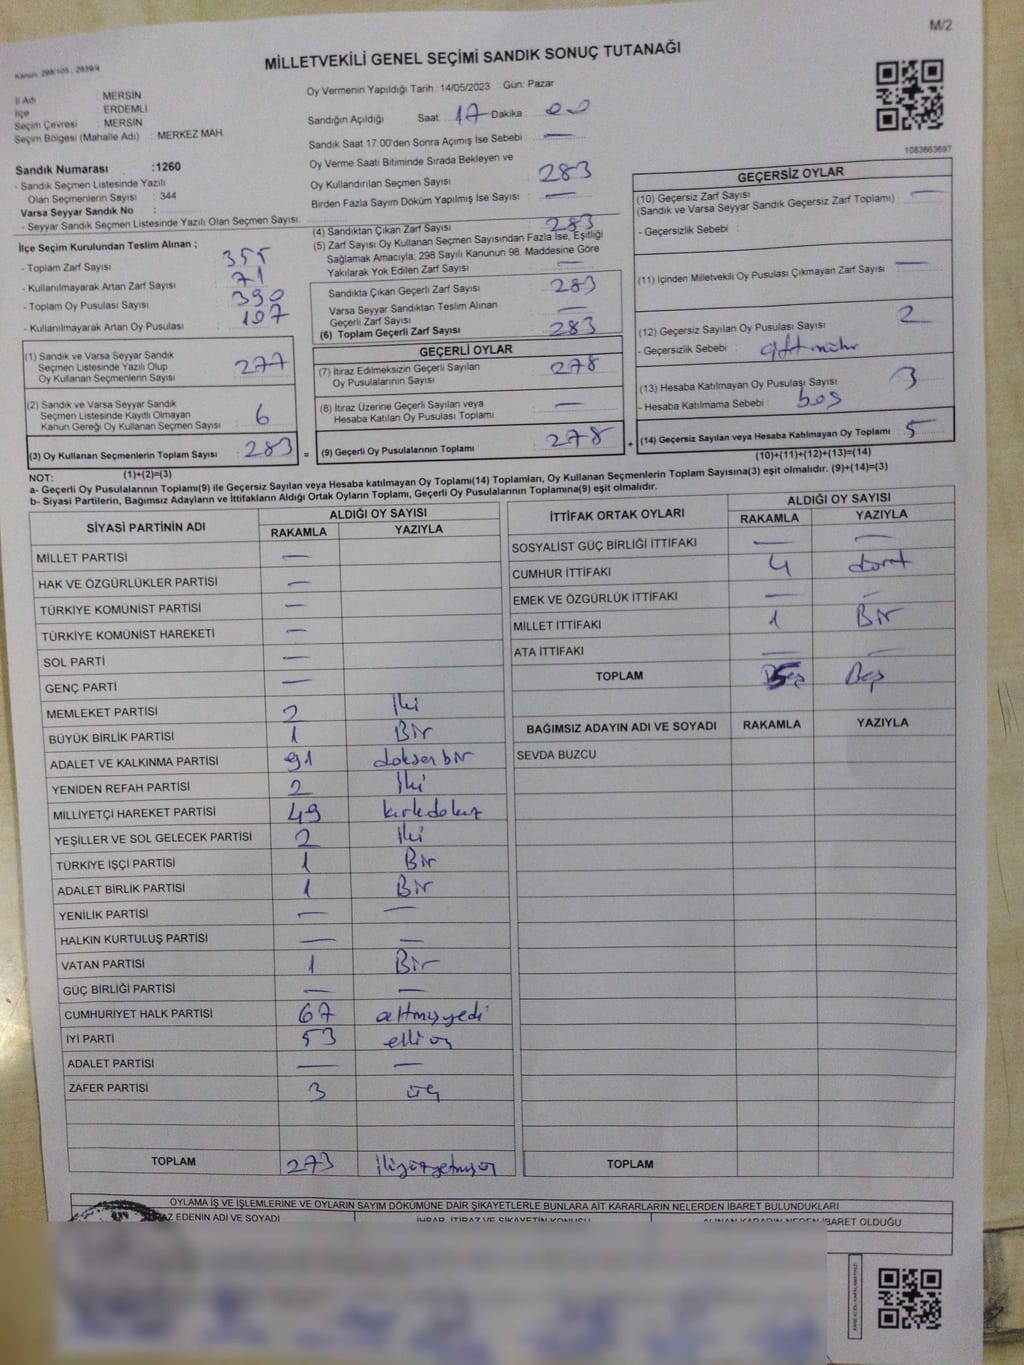 M/2
MİLLETVEKİLİ GENEL SEÇİMİ SANDIK SONUÇ TUTANAĞI
Kanun: 298/105 , 2839/4
İl Adı MERSİN
İlçe ERDEMLİ
Seçim Çevresi : MERSİN
Seçim Bölgesi (Mahalle Adı) : MERKEZ MAH
Sandık Numarası :1260
- Sandık Seçmen Listesinde Yazılı
Olan Seçmenlerin Sayısı : 344
Varsa Seyyar Sandık No :
- Seyyar Sandık Seçmen Listesinde Yazılı Olan Seçmen Sayısı:
Oy Vermenin Yapıldığı Tarih : 14/05/2023 Gün: Pazar
Sandığın Açıldığı Saat: 17 Dakika 00
Sandık Saat 17:00'den Sonra Açımış İse Sebebi : —
Oy Verme Saati Bitiminde Sırada Bekleyen ve
Oy Kullandırılan Seçmen Sayısı 283
Birden Fazla Sayım Döküm Yapılmış İse Sayısı : —
1083663697
İlçe Seçim Kurulundan Teslim Alınan ;
- Toplam Zarf Sayısı : 355
- Kullanılmayarak Artan Zarf Sayısı : 71
- Toplam Oy Pusulası Sayısı : 390
- Kullanılmayarak Artan Oy Pusulası : 107
(4) Sandıktan Çıkan Zarf Sayısı : 283
(5) Zarf Sayısı Oy Kullanan Seçmen Sayısından Fazla İse, Eşitliği
Sağlamak Amacıyla, 298 Sayılı Kanunun 98. Maddesine Göre
Yakılarak Yok Edilen Zarf Sayısı : —
Sandıkta Çıkan Geçerli Zarf Sayısı : 283
Varsa Seyyar Sandıktan Teslim Alınan
Geçerli Zarf Sayısı : —
(6) Toplam Geçerli Zarf Sayısı : 283
GEÇERSİZ OYLAR
(10) Geçersiz Zarf Sayısı —
(Sandık ve Varsa Seyyar Sandık Geçersiz Zarf Toplamı)
- Geçersizlik Sebebi :
(11) İçinden Milletvekili Oy Pusulası Çıkmayan Zarf Sayısı —
(12) Geçersiz Sayılan Oy Pusulası Sayısı 2
- Geçersizlik Sebebi : çift mühr
(13) Hesaba Katılmayan Oy Pusulası Sayısı 3
- Hesaba Katılmama Sebebi : boş
(14) Geçersiz Sayılan veya Hesaba Katılmayan Oy Toplamı 5
(10)+(11)+(12)+(13)=(14)
(1) Sandık ve Varsa Seyyar Sandık
Seçmen Listesinde Yazılı Olup
Oy Kullanan Seçmenlerin Sayısı : 277
(2) Sandık ve Varsa Seyyar Sandık
Seçmen Listesinde Kayıtlı Olmayan
Kanun Gereği Oy Kullanan Seçmen Sayısı : 6
(3) Oy Kullanan Seçmenlerin Toplam Sayısı : 283
(1)+(2)=(3)
GEÇERLİ OYLAR
(7) İtiraz Edilmeksizin Geçerli Sayılan
Oy Pusulalarının Sayısı : 278
(8) İtiraz Üzerine Geçerli Sayılan veya
Hesaba Katılan Oy Pusulası Toplamı : —
= (9) Geçerli Oy Pusulalarının Toplamı : 278 +
NOT:
a- Geçerli Oy Pusulalarının Toplamı(9) ile Geçersiz Sayılan veya Hesaba katılmayan Oy Toplamı(14) Toplamları, Oy Kullanan Seçmenlerin Toplam Sayısına(3) eşit olmalıdır. (9)+(14)=(3)
b- Siyasi Partilerin, Bağımsız Adayların ve İttifakların Aldığı Ortak Oyların Toplamı, Geçerli Oy Pusulalarının Toplamına(9) eşit olmalıdır.
SİYASİ PARTİNİN ADI ALDIĞI OY SAYISI
RAKAMLA YAZIYLA
MİLLET PARTİSİ —
HAK VE ÖZGÜRLÜKLER PARTİSİ —
TÜRKİYE KOMÜNİST PARTİSİ —
TÜRKİYE KOMÜNİST HAREKETİ —
SOL PARTİ —
GENÇ PARTİ —
MEMLEKET PARTİSİ 2 İki
BÜYÜK BİRLİK PARTİSİ 1 Bir
ADALET VE KALKINMA PARTİSİ 91 doksan bir
YENİDEN REFAH PARTİSİ 2 İki
MİLLİYETÇİ HAREKET PARTİSİ 49 kırkdokuz
YEŞİLLER VE SOL GELECEK PARTİSİ 2 İki
TÜRKİYE İŞÇİ PARTİSİ 1 Bir
ADALET BİRLİK PARTİSİ 1 Bir
YENİLİK PARTİSİ — —
HALKIN KURTULUŞ PARTİSİ — —
VATAN PARTİSİ 1 Bir
GÜÇ BİRLİĞİ PARTİSİ — —
CUMHURİYET HALK PARTİSİ 67 altmışyedi
İYİ PARTİ 53 elli üç
ADALET PARTİSİ — —
ZAFER PARTİSİ 3 üç
TOPLAM 273 İkiyüzyetmişüç
İTTİFAK ORTAK OYLARI ALDIĞI OY SAYISI
RAKAMLA YAZIYLA
SOSYALİST GÜÇ BİRLİĞİ İTTİFAKI — —
CUMHUR İTTİFAKI 4 dört
EMEK VE ÖZGÜRLÜK İTTİFAKI — —
MİLLET İTTİFAKI 1 Bir
ATA İTTİFAKI — —
TOPLAM 5 Beş
BAĞIMSIZ ADAYIN ADI VE SOYADI RAKAMLA YAZIYLA
SEVDA BUZCU
TOPLAM
OYLAMA İŞ VE İŞLEMLERİNE VE OYLARIN SAYIM DÖKÜMÜNE DAİR ŞİKAYETLERLE BUNLARA AİT KARARLARIN NELERDEN İBARET BULUNDUKLARI
EDENİN ADI VE SOYADI İHBAR, İTİRAZ VE ŞİKAYETİN KONUSU ALINAN KARARIN NEDEN İBARET OLDUĞU